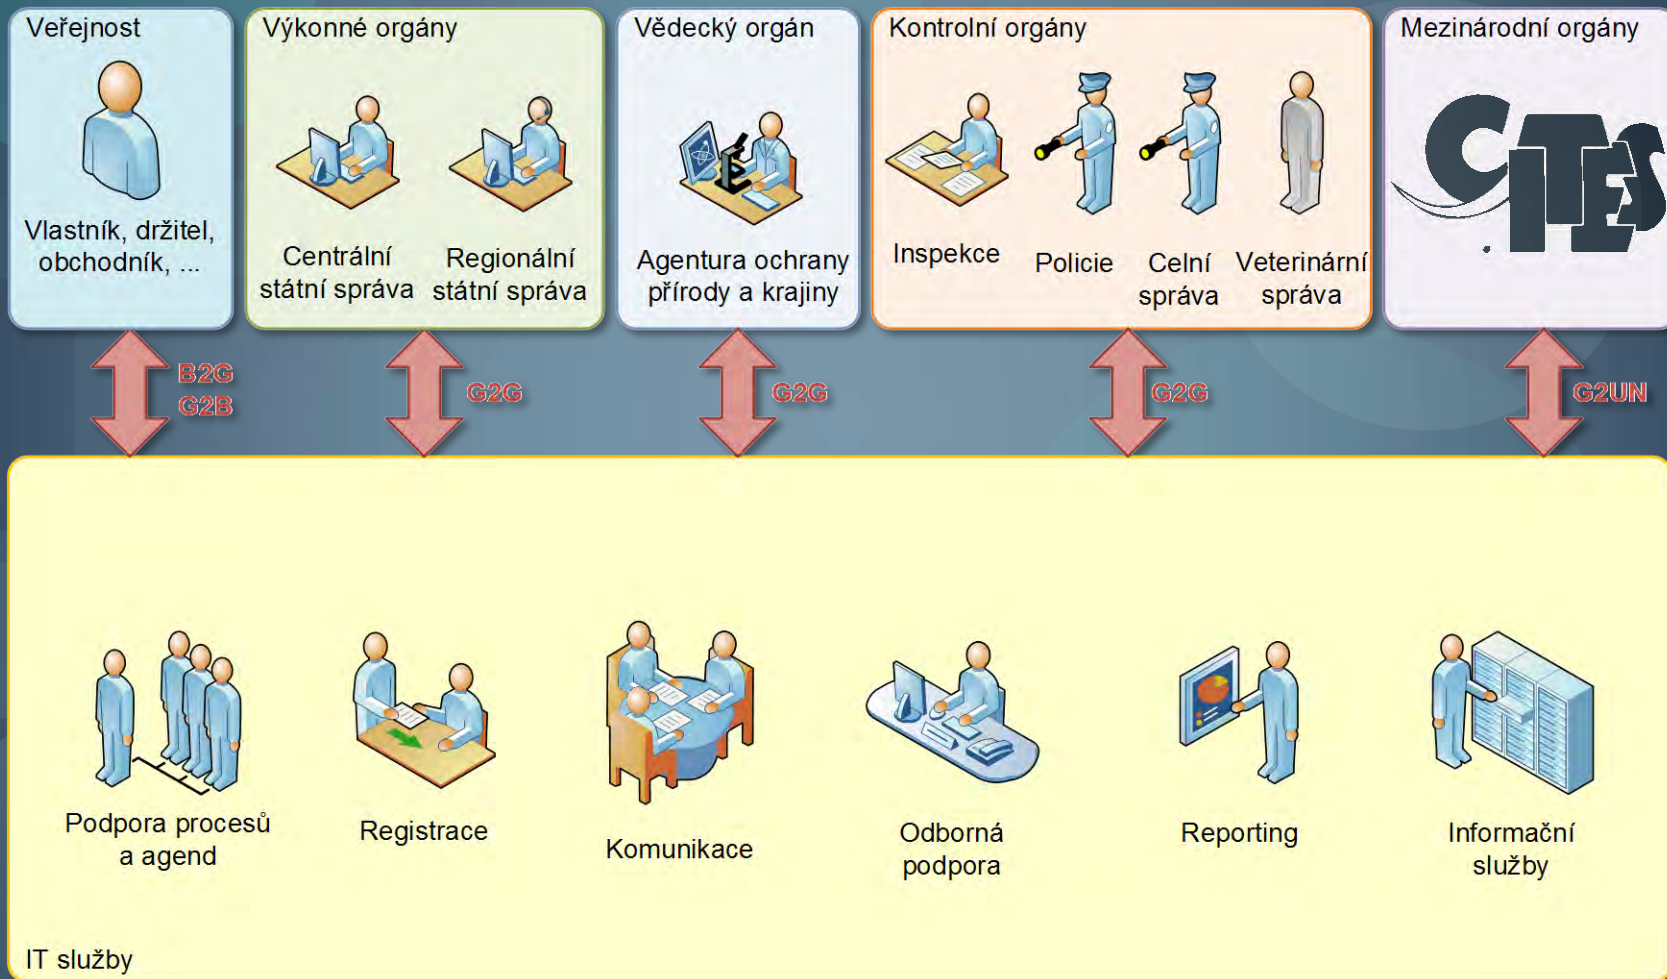 Veřejnost
Vlastník, držitel,
obchodník, ...
Výkonné orgány
Centrální
státní správa
Regionální
státní správa
Vědecký orgán
Agentura ochrany
přírody a krajiny
Kontrolní orgány
Inspekce
Policie
Celní
správa
Veterinární
správa
Mezinárodní orgány
CITES
B2G
G2B
G2G
G2G
G2G
G2UN
Podpora procesů
a agend
Registrace
Komunikace
Odborná
podpora
Reporting
Informační
služby
IT služby